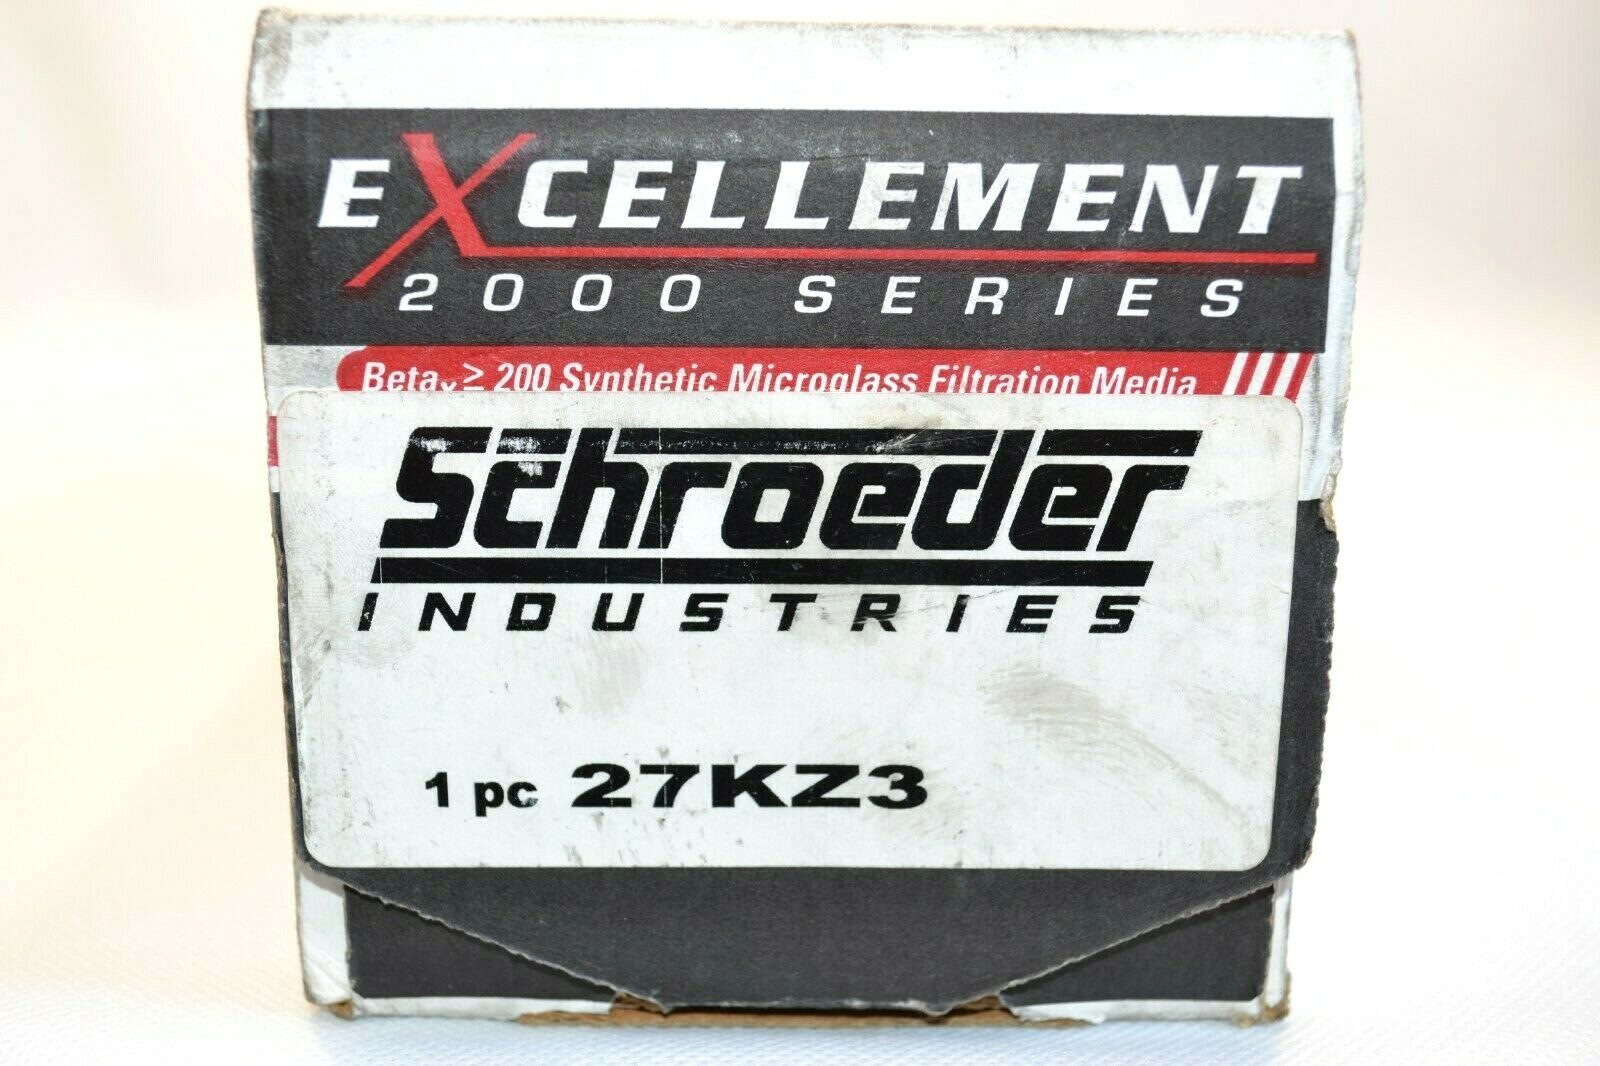 EXCELLEMENT
2000 SERIES
Betaₓ ≥ 200 Synthetic Microglass Filtration Media
Schroeder
INDUSTRIES
1 pc 27KZ3